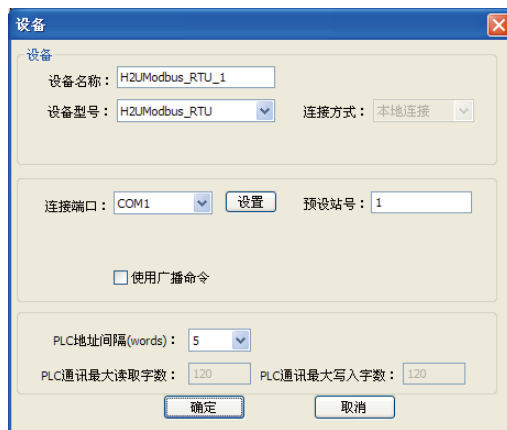 设备
设备
设备名称： H2UModbus_RTU_1
设备型号： H2UModbus_RTU 连接方式： 本地连接
连接端口： COM1 设置 预设站号： 1
使用广播命令
PLC地址间隔(words)： 5
PLC通讯最大读取字数： 120 PLC通讯最大写入字数： 120
确定 取消